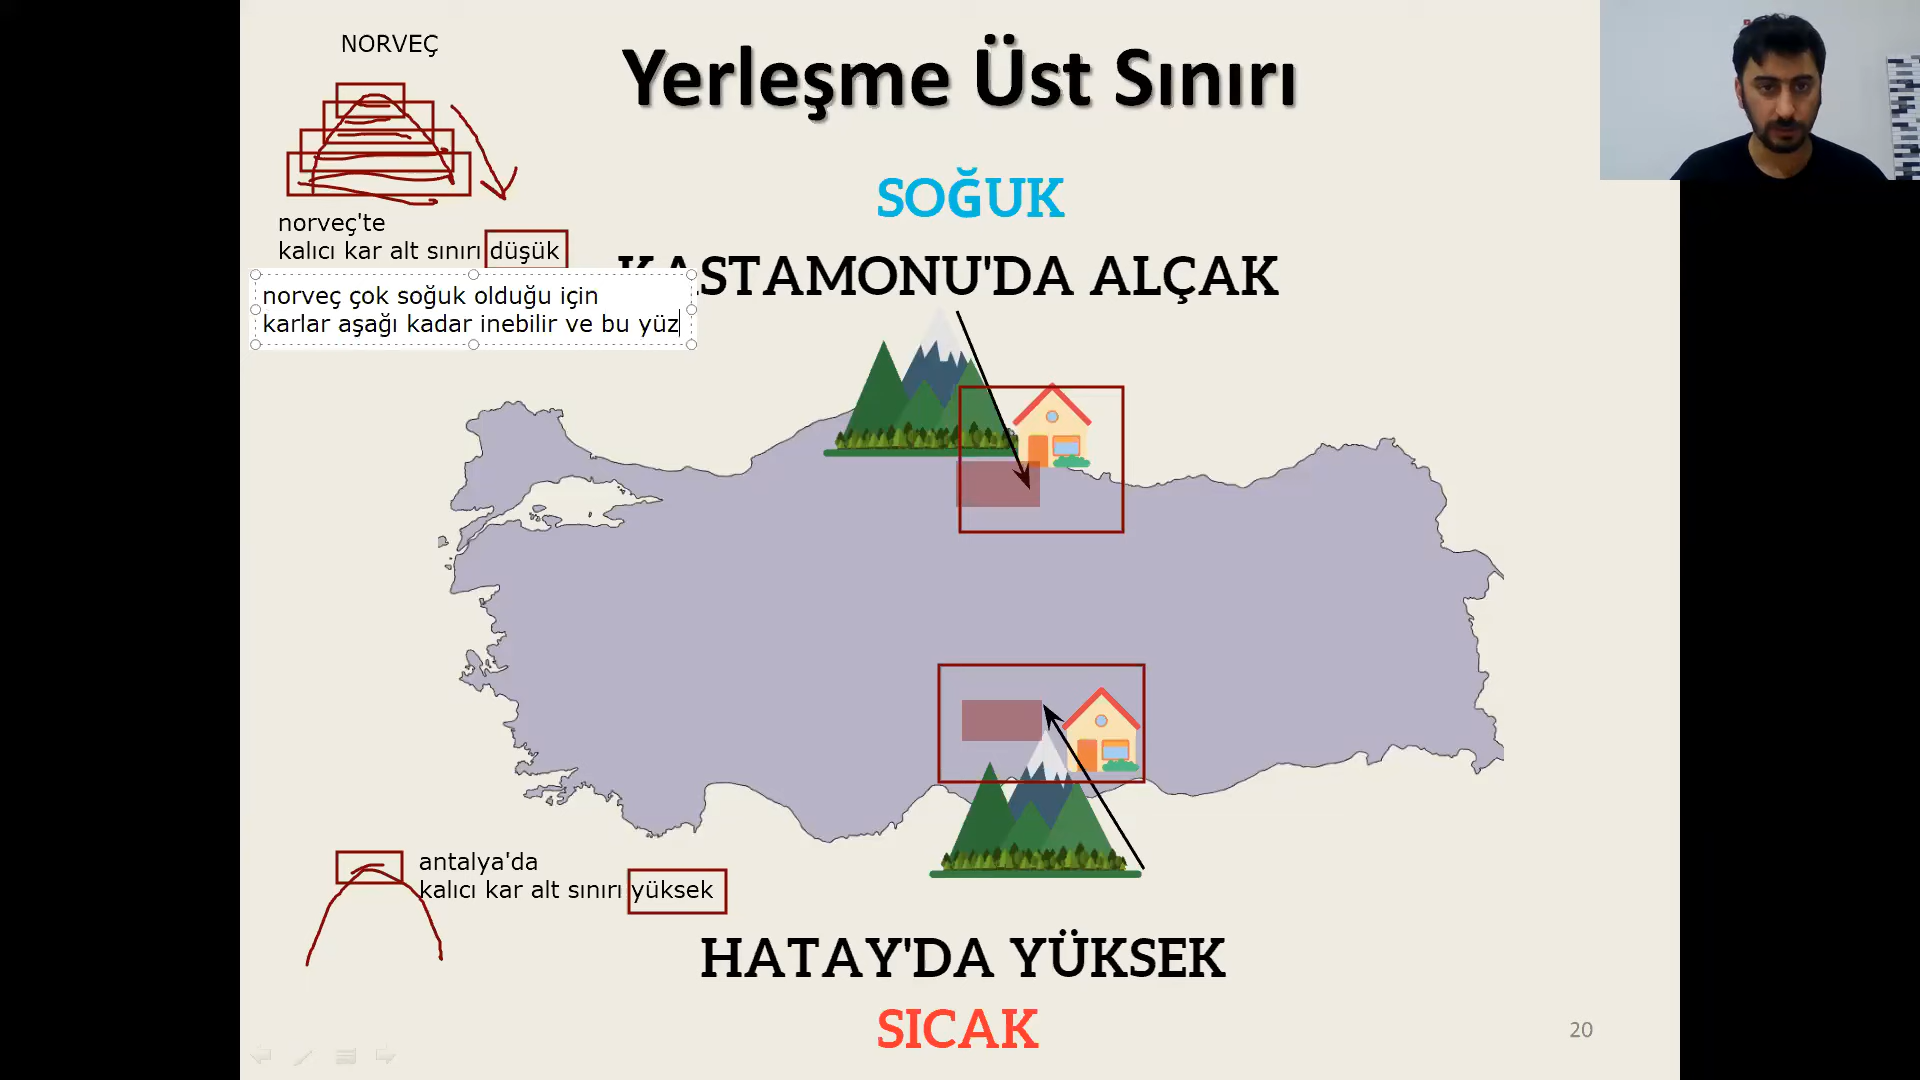 NORVEÇ
Yerleşme Üst Sınırı
SOĞUK
norveç'te
kalıcı kar alt sınırı düşük
KASTAMONU'DA ALÇAK
norveç çok soğuk olduğu için
karlar aşağı kadar inebilir ve bu yüz
antalya'da
kalıcı kar alt sınırı yüksek
HATAY'DA YÜKSEK
SICAK
20